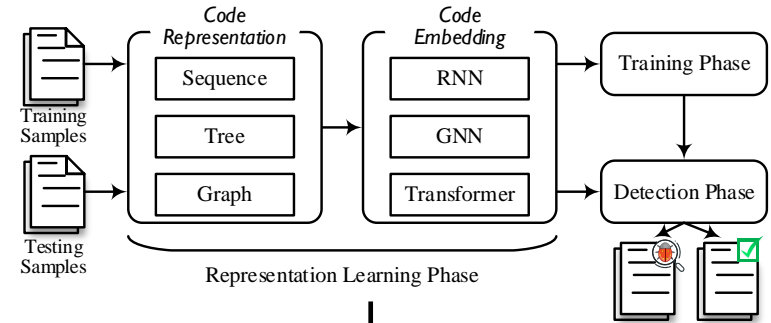 Code
Representation
Sequence
Tree
Graph
Code
Embedding
RNN
GNN
Transformer
Training Phase
Detection Phase
Training
Samples
Testing
Samples
Representation Learning Phase